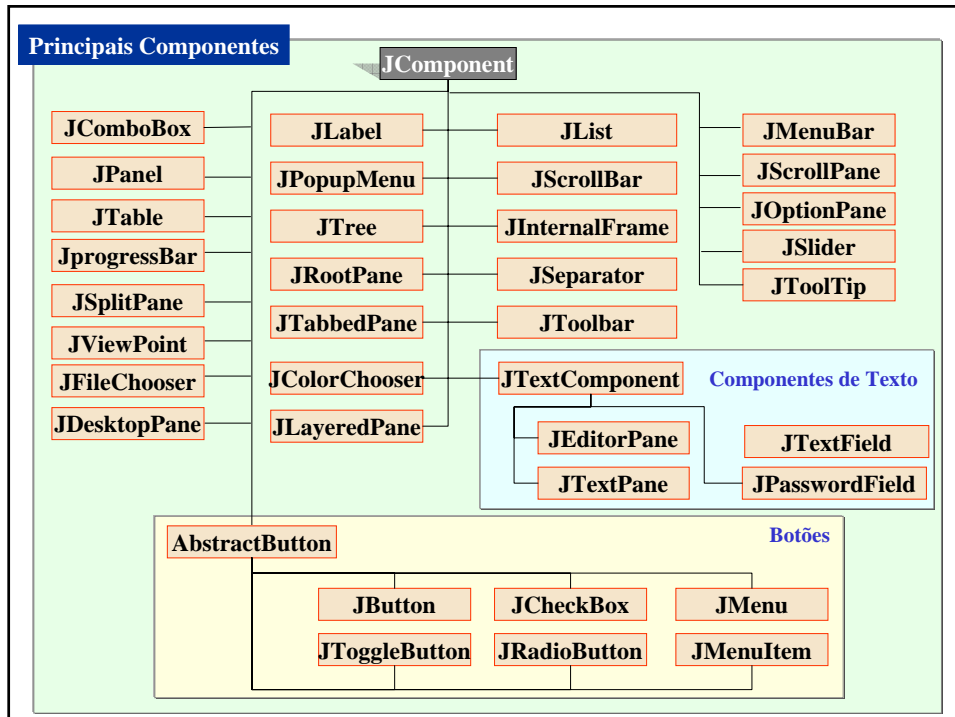 Principais Componentes
JComponent
JComboBox
JPanel
JTable
JprogressBar
JSplitPane
JViewPoint
JFileChooser
JDesktopPane
JLabel
JPopupMenu
JTree
JRootPane
JTabbedPane
JColorChooser
JLayeredPane
JList
JScrollBar
JInternalFrame
JSeparator
JToolbar
JMenuBar
JScrollPane
JOptionPane
JSlider
JToolTip
JTextComponent
Componentes de Texto
JEditorPane
JTextPane
JTextField
JPasswordField
AbstractButton
Botões
JButton
JCheckBox
JMenu
JToggleButton
JRadioButton
JMenuItem